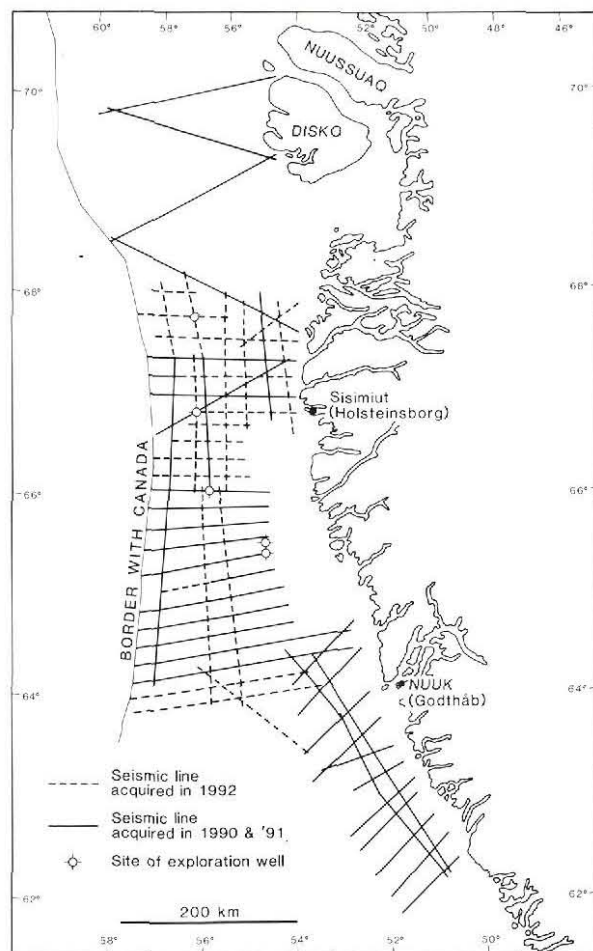 60° 58° 56° 54° 52° 50° 48° 46°
NUUSSUAQ
70° 70°
DISKO
68° 68°
Sisimiut
(Holsteinsborg)
66° 66°
BORDER WITH CANADA
NUUK
(Godthåb)
64° 64°
Seismic line
acquired in 1992
Seismic line
acquired in 1990 & '91
Site of exploration well
62° 62°
200 km
58° 56° 54° 52° 50°